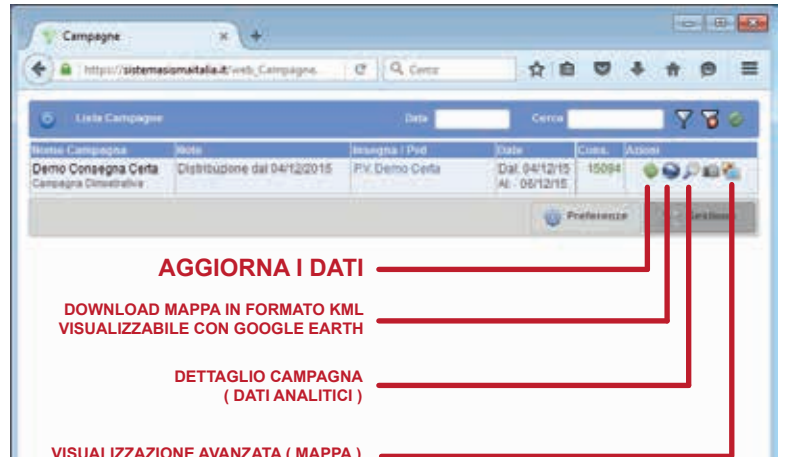 Campagne
https://sistemasismaitalia.it/web_Campagne
Cerca
Lista Campagne
Data
Cerca
Nome Campagna
Note
Insegna / Pvd
Date
Cons.
Azioni
Demo Consegna Certa
Distribuzione dal 04/12/2015
P.V. Demo Certa
Dal. 04/12/15
15094
Campagna Dimostrativa
Al. 06/12/15
Preferenze
AGGIORNA I DATI
DOWNLOAD MAPPA IN FORMATO KML
VISUALIZZABILE CON GOOGLE EARTH
DETTAGLIO CAMPAGNA
( DATI ANALITICI )
VISUALIZZAZIONE AVANZATA ( MAPPA )